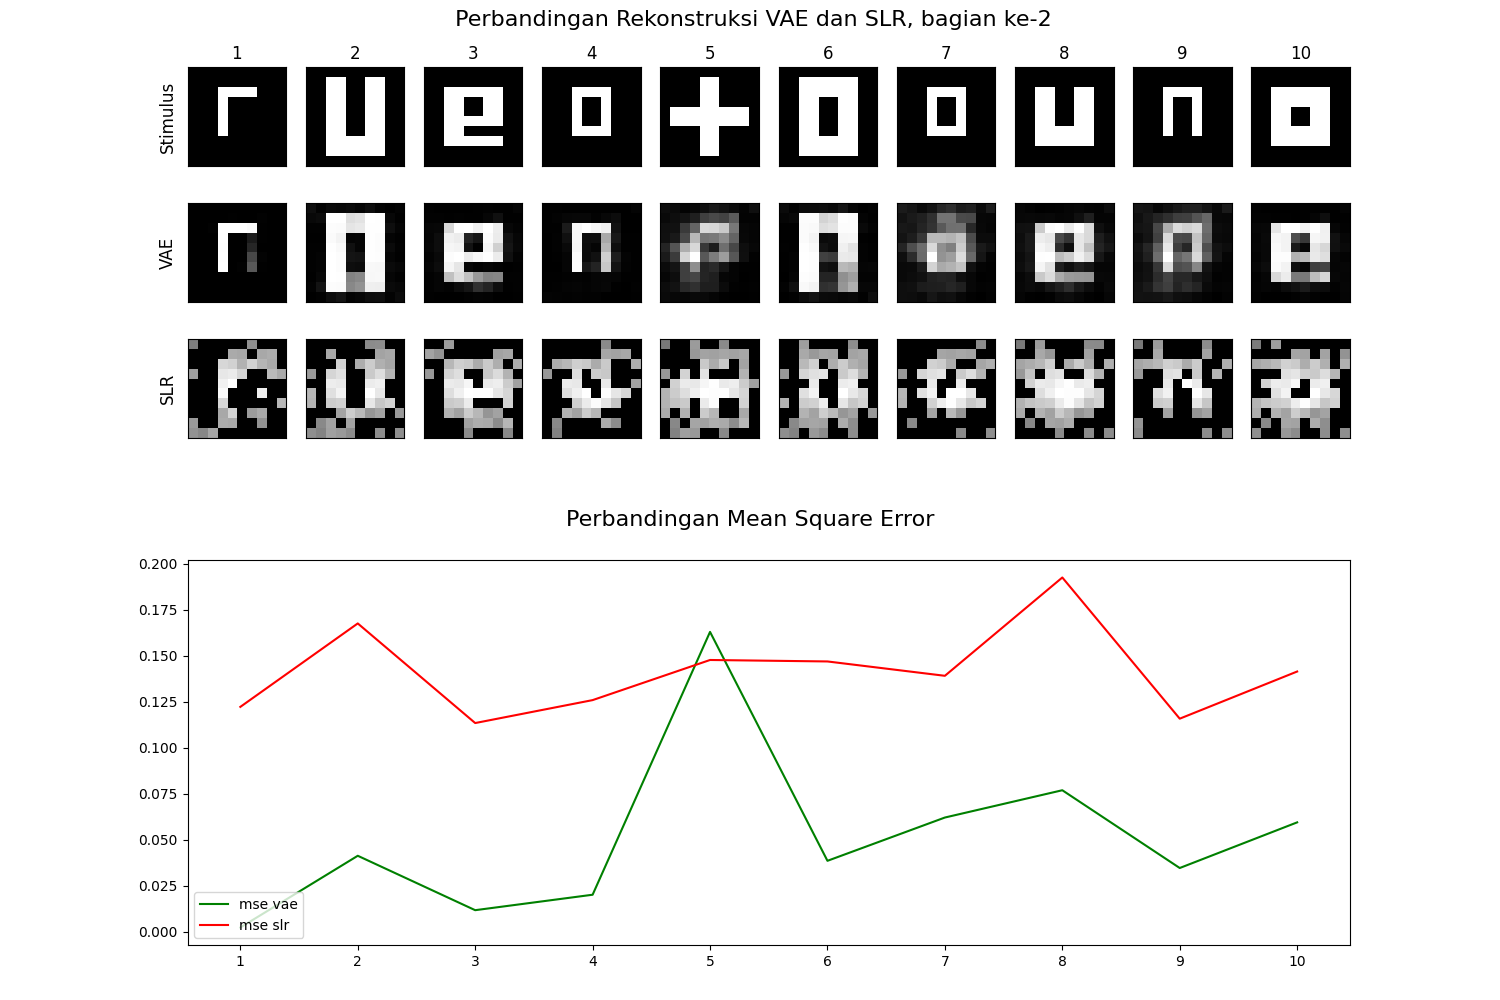 Perbandingan Rekonstruksi VAE dan SLR, bagian ke-2
1 2 3 4 5 6 7 8 9 10
Stimulus
VAE
SLR
Perbandingan Mean Square Error
0.200
0.175
0.150
0.125
0.100
0.075
0.050
0.025
0.000
mse vae
mse slr
1 2 3 4 5 6 7 8 9 10